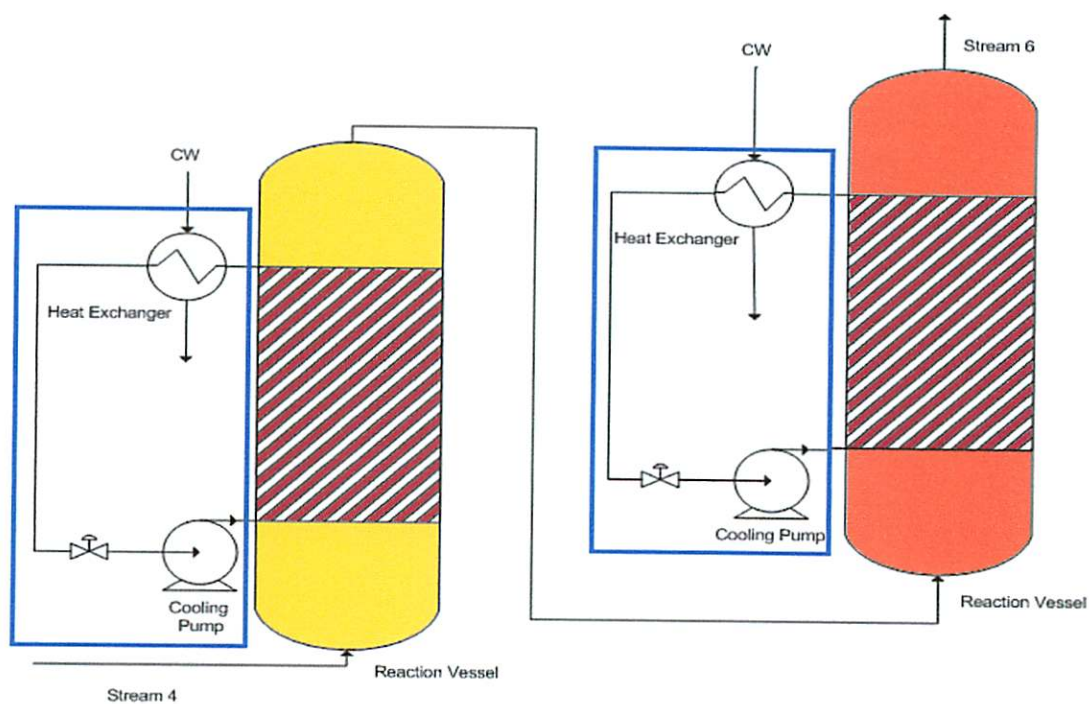 CW
Heat Exchanger
Cooling
Pump
Reaction Vessel
Stream 4
CW
Stream 6
Heat Exchanger
Cooling Pump
Reaction Vessel